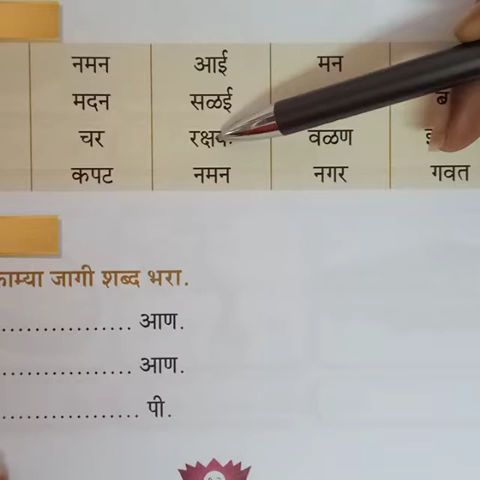 नमन आई मन
मदन सळई
चर वळण
कपट नमन नगर गवत
काम्या जागी शब्द भरा.
................ आण.
................ आण.
................. पी.